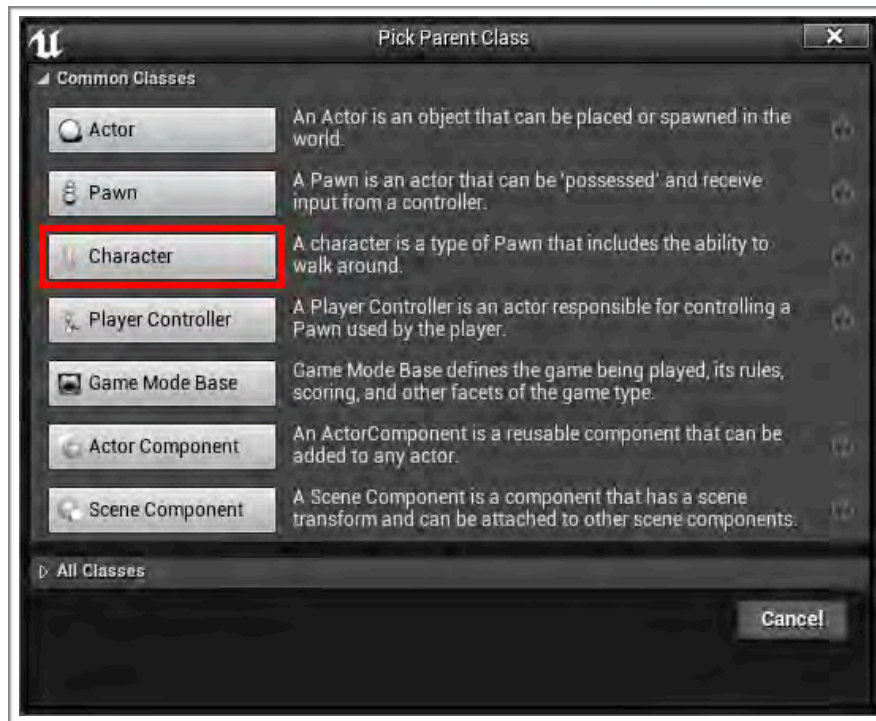 Pick Parent Class
Common Classes
Actor
An Actor is an object that can be placed or spawned in the
world.
Pawn
A Pawn is an actor that can be 'possessed' and receive
input from a controller.
Character
A character is a type of Pawn that includes the ability to
walk around.
Player Controller
A Player Controller is an actor responsible for controlling a
Pawn used by the player.
Game Mode Base
Game Mode Base defines the game being played, its rules,
scoring, and other facets of the game type.
Actor Component
An ActorComponent is a reusable component that can be
added to any actor.
Scene Component
A Scene Component is a component that has a scene
transform and can be attached to other scene components.
All Classes
Cancel